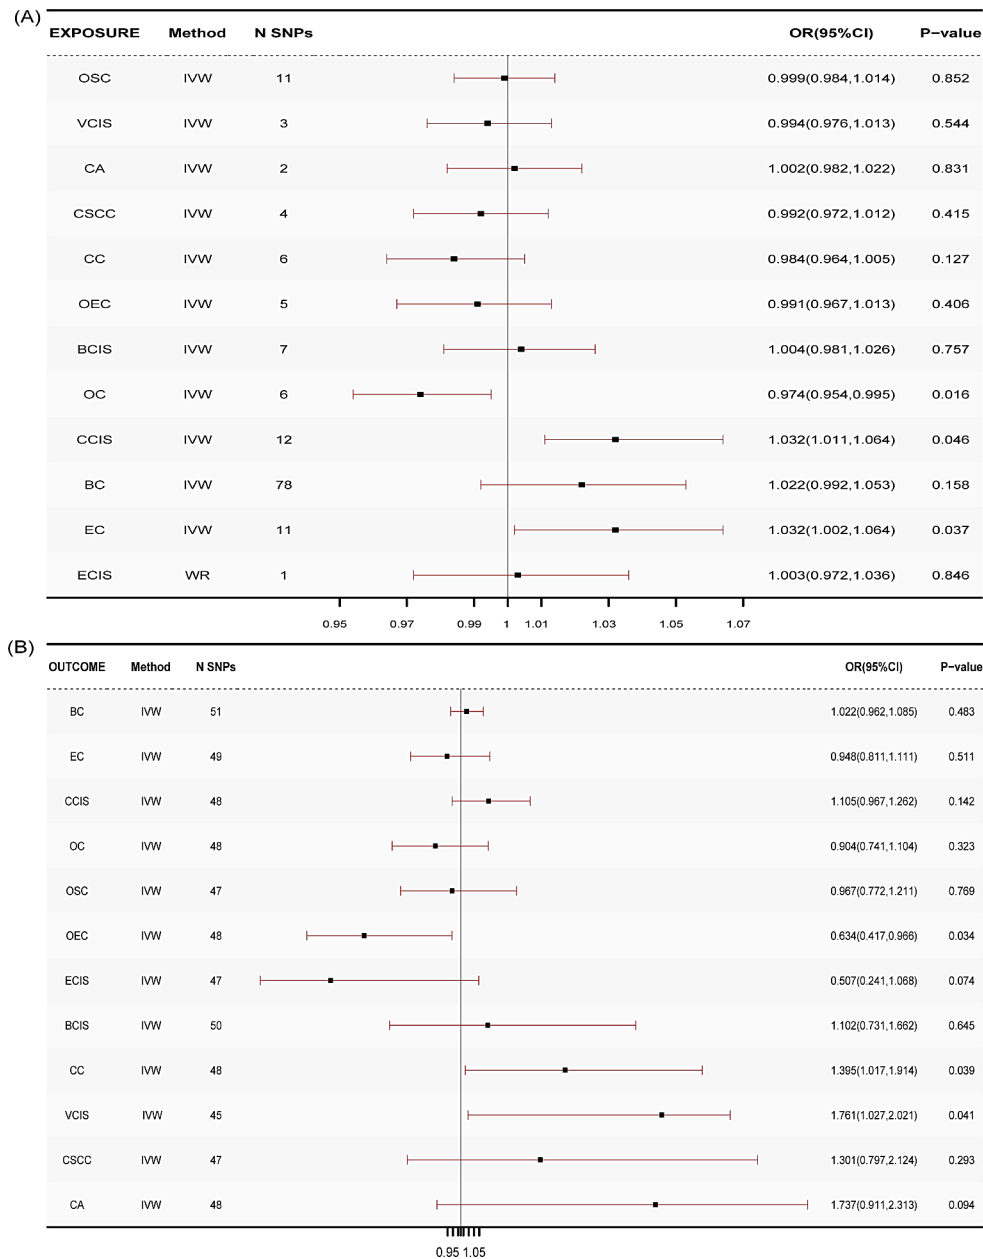 (A)
EXPOSURE Method N SNPs OR(95%CI) P−value
OSC IVW 11 0.999(0.984,1.014) 0.852
VCIS IVW 3 0.994(0.976,1.013) 0.544
CA IVW 2 1.002(0.982,1.022) 0.831
CSCC IVW 4 0.992(0.972,1.012) 0.415
CC IVW 6 0.984(0.964,1.005) 0.127
OEC IVW 5 0.991(0.967,1.013) 0.406
BCIS IVW 7 1.004(0.981,1.026) 0.757
OC IVW 6 0.974(0.954,0.995) 0.016
CCIS IVW 12 1.032(1.011,1.064) 0.046
BC IVW 78 1.022(0.992,1.053) 0.158
EC IVW 11 1.032(1.002,1.064) 0.037
ECIS WR 1 1.003(0.972,1.036) 0.846
0.95 0.97 0.99 1 1.01 1.03 1.05 1.07
(B)
OUTCOME Method N SNPs OR(95%CI) P−value
BC IVW 51 1.022(0.962,1.085) 0.483
EC IVW 49 0.948(0.811,1.111) 0.511
CCIS IVW 48 1.105(0.967,1.262) 0.142
OC IVW 48 0.904(0.741,1.104) 0.323
OSC IVW 47 0.967(0.772,1.211) 0.769
OEC IVW 48 0.634(0.417,0.966) 0.034
ECIS IVW 47 0.507(0.241,1.068) 0.074
BCIS IVW 50 1.102(0.731,1.662) 0.645
CC IVW 48 1.395(1.017,1.914) 0.039
VCIS IVW 45 1.761(1.027,2.021) 0.041
CSCC IVW 47 1.301(0.797,2.124) 0.293
CA IVW 48 1.737(0.911,2.313) 0.094
0.95 1.05